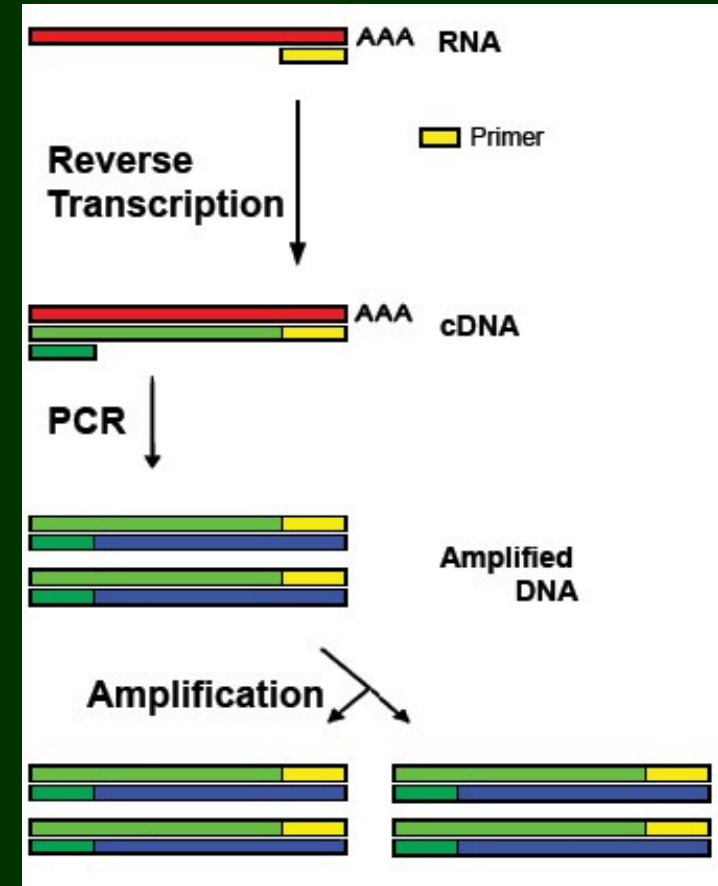 AAA RNA
Primer
Reverse
Transcription
AAA cDNA
PCR
Amplified
DNA
Amplification